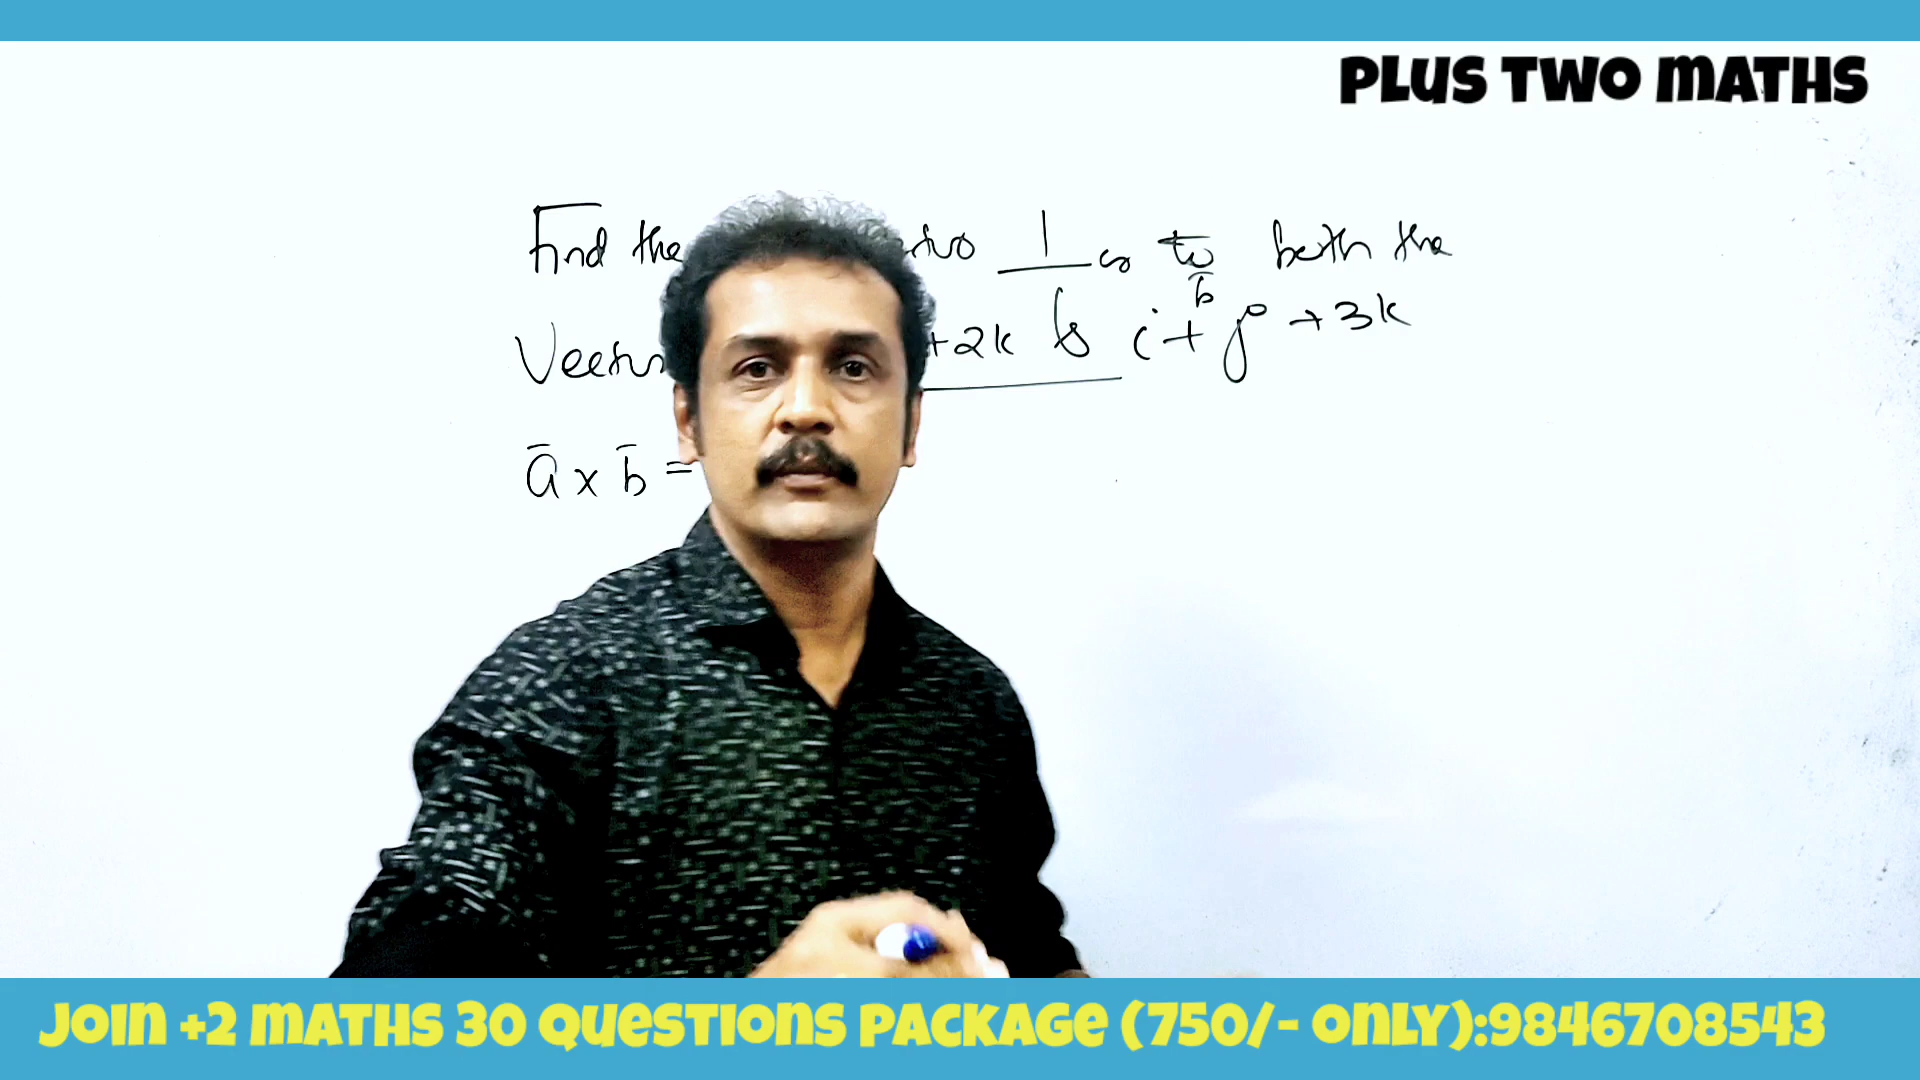 PLUS TWO MATHS
Find the to both the
b̅
+2k & i + j + 3k
a̅ x b̅ =
JOIN +2 MATHS 30 QUESTIONS PACKAGE (750/- ONLY):9846708543